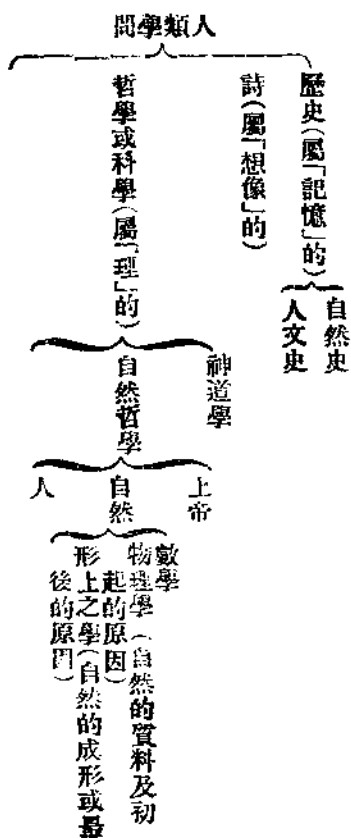 人類學問
歷史（屬「記憶」的）
自然史
人文史
詩（屬「想像」的）
哲學或科學（屬「理」的）
神道學
自然哲學
上帝
自然
人
數學
物理學（自然的質料及初
起的原因）
形上之學（自然的成形或最
後的原因）